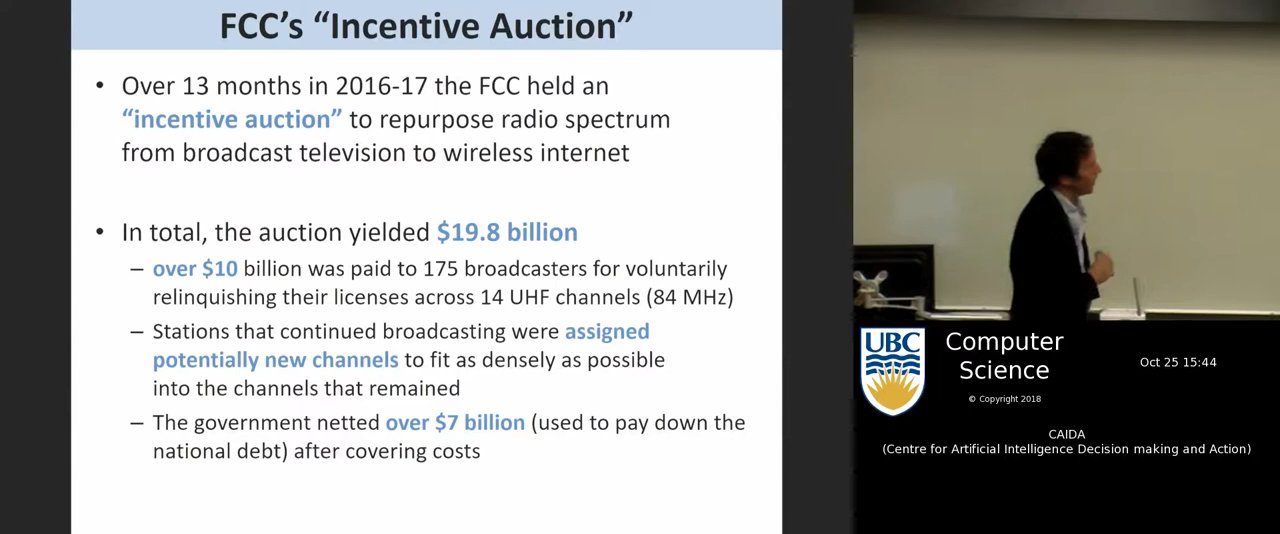 FCC's “Incentive Auction”
• Over 13 months in 2016-17 the FCC held an
“incentive auction” to repurpose radio spectrum
from broadcast television to wireless internet
• In total, the auction yielded $19.8 billion
– over $10 billion was paid to 175 broadcasters for voluntarily
relinquishing their licenses across 14 UHF channels (84 MHz)
– Stations that continued broadcasting were assigned
potentially new channels to fit as densely as possible
into the channels that remained
– The government netted over $7 billion (used to pay down the
national debt) after covering costs
UBC
Computer
Science
© Copyright 2018
Oct 25 15:44
CAIDA
(Centre for Artificial Intelligence Decision making and Action)